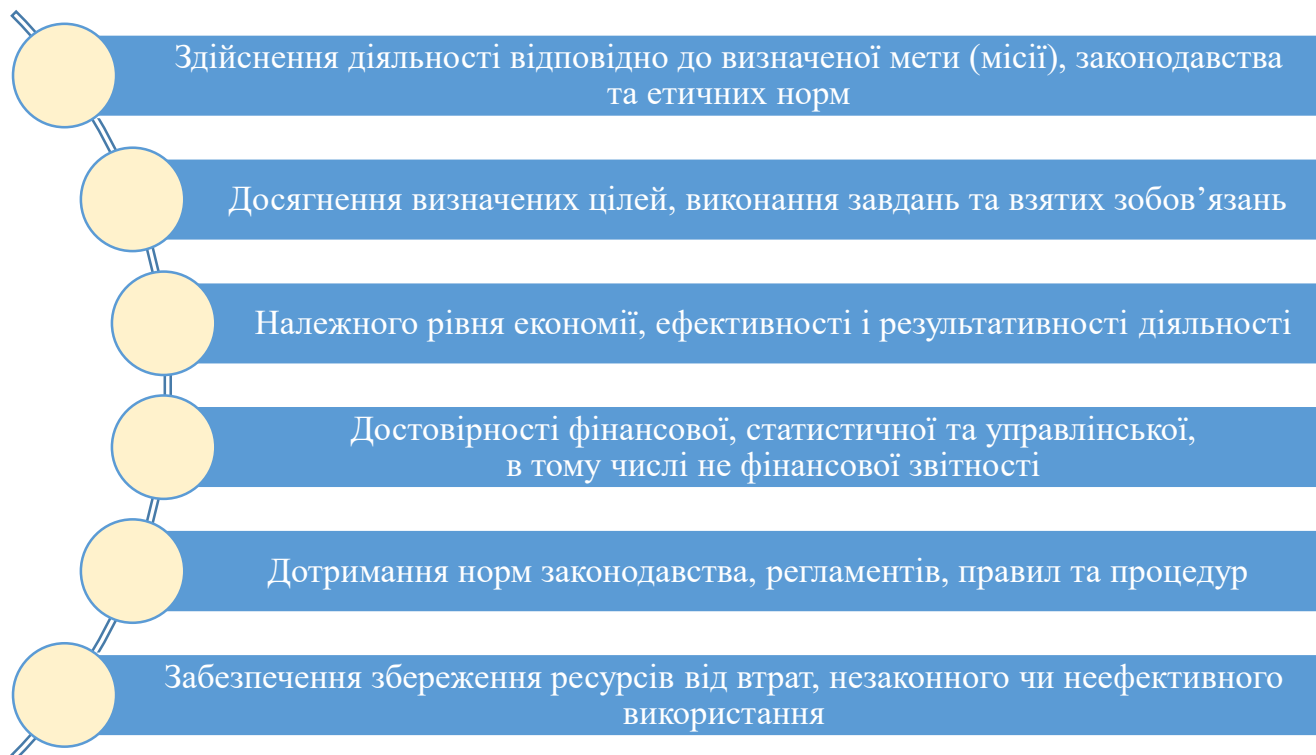 Здійснення діяльності відповідно до визначеної мети (місії), законодавства
та етичних норм
Досягнення визначених цілей, виконання завдань та взятих зобов’язань
Належного рівня економії, ефективності і результативності діяльності
Достовірності фінансової, статистичної та управлінської,
в тому числі не фінансової звітності
Дотримання норм законодавства, регламентів, правил та процедур
Забезпечення збереження ресурсів від втрат, незаконного чи неефективного
використання